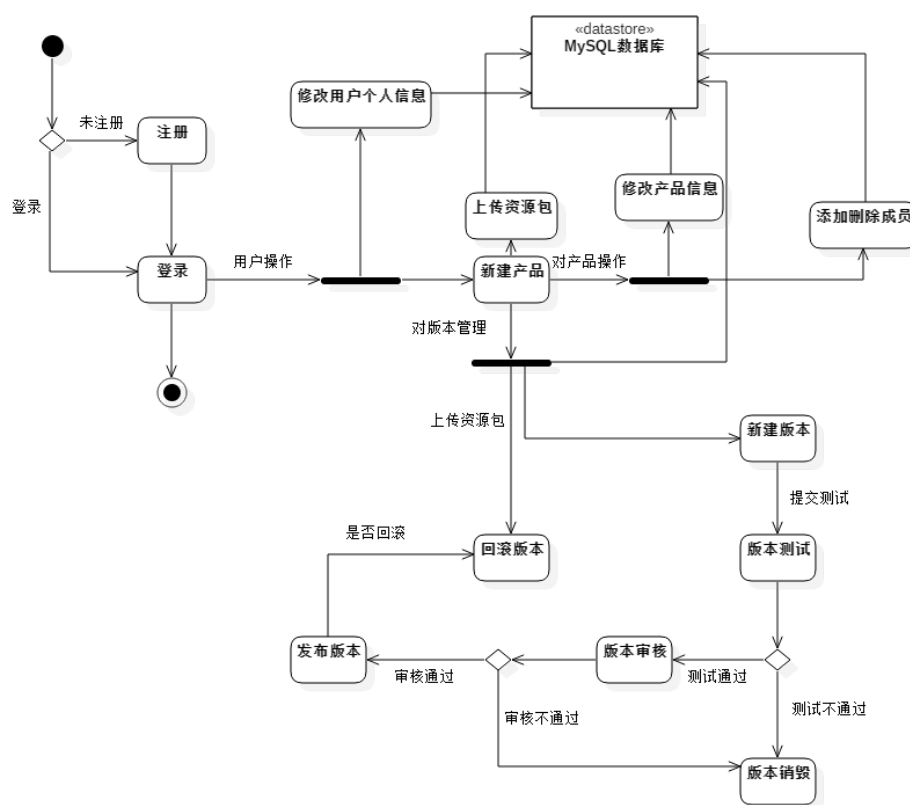 «datastore»
MySQL数据库
修改用户个人信息
未注册
注册
修改产品信息
上传资源包
登录
添加删除成员
登录
用户操作
新建产品
对产品操作
对版本管理
上传资源包
新建版本
提交测试
是否回滚
回滚版本
版本测试
发布版本
版本审核
审核通过
测试通过
审核不通过
测试不通过
版本销毁